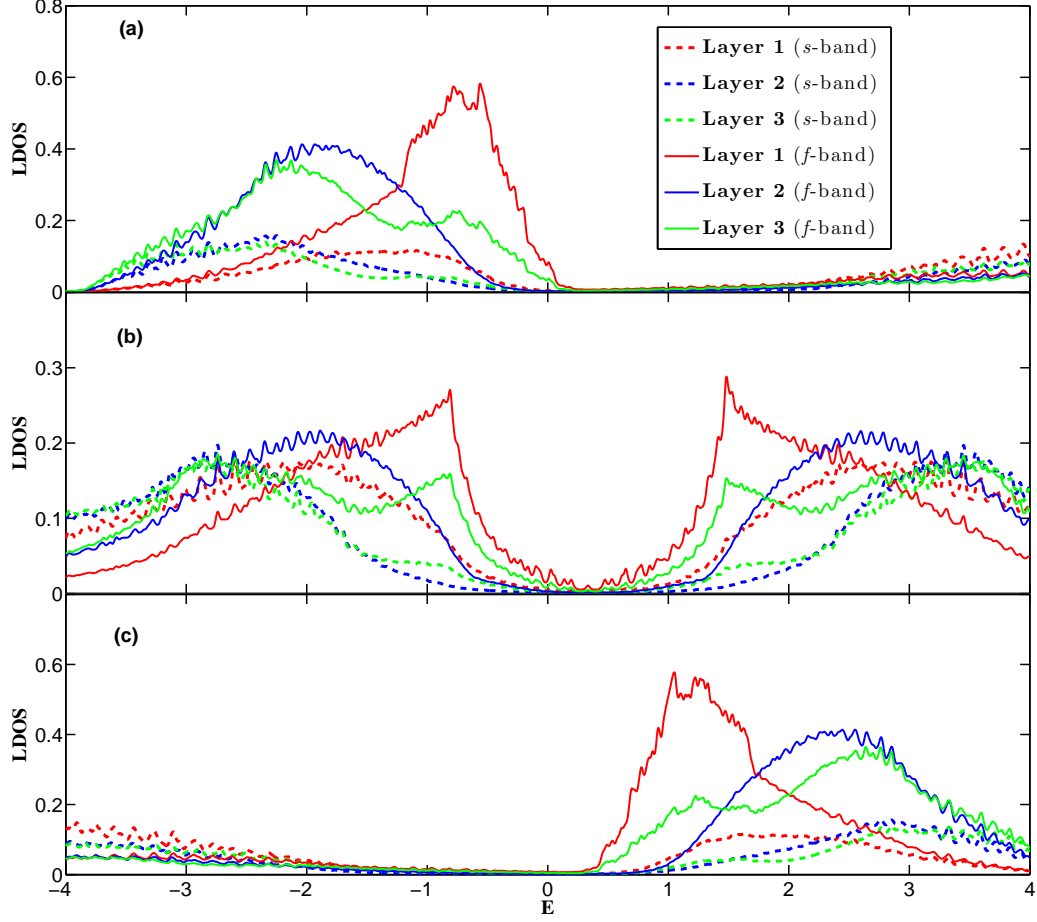 (a)
0.8
0.6
0.4
0.2
0
LDOS
Layer 1 (s-band)
Layer 2 (s-band)
Layer 3 (s-band)
Layer 1 (f-band)
Layer 2 (f-band)
Layer 3 (f-band)
(b)
0.3
0.2
0.1
0
LDOS
(c)
0.6
0.4
0.2
0
LDOS
−4 −3 −2 −1 0 1 2 3 4
E